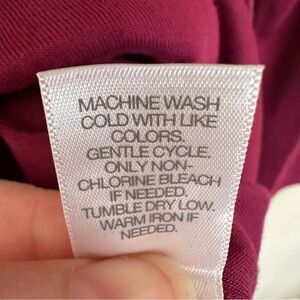 MACHINE WASH
COLD WITH LIKE
COLORS.
GENTLE CYCLE.
ONLY NON-
CHLORINE BLEACH
IF NEEDED.
TUMBLE DRY LOW.
WARM IRON IF
NEEDED.